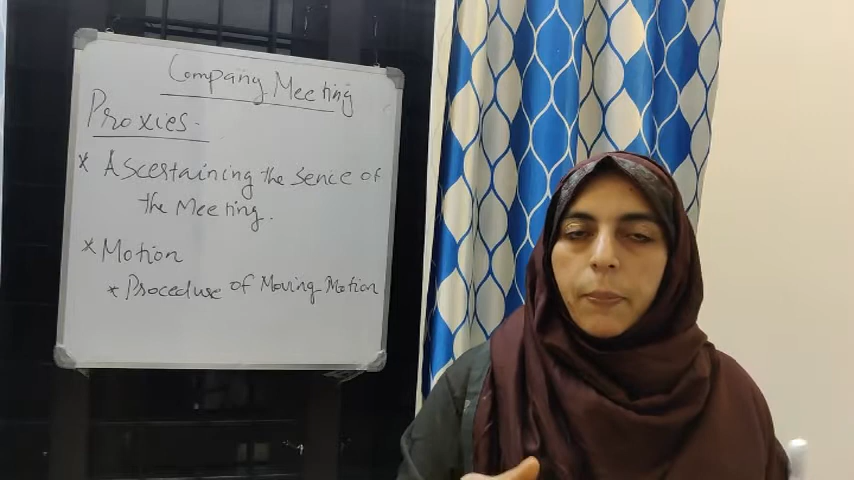 Company Meeting
Proxies-
* Ascertaining the Sence of
the Meeting.
* Motion
* Procedure of Moving Motion